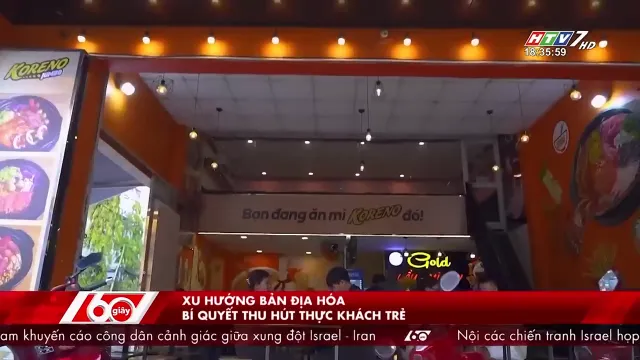 KORENO
HTV7 HD
18:35:59
Bạn đang ăn mì KORENO đó!
Gold
XU HƯỚNG BẢN ĐỊA HÓA
BÍ QUYẾT THU HÚT THỰC KHÁCH TRẺ
60 giây
am khuyến cáo công dân cảnh giác giữa xung đột Israel - Iran
60
Nội các chiến tranh Israel họp